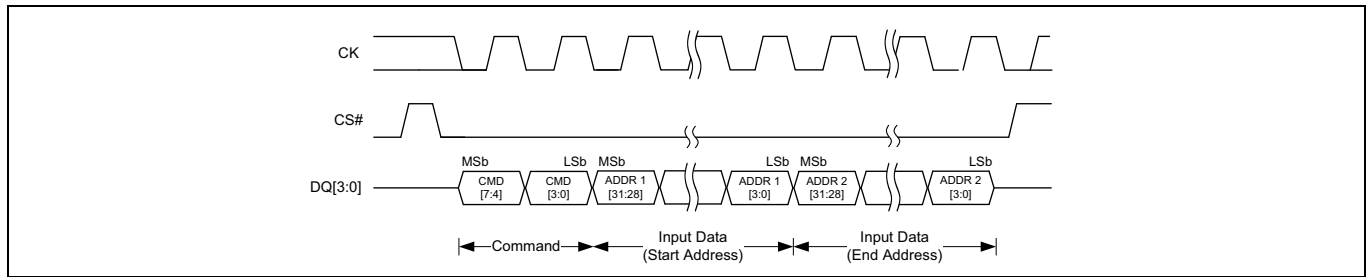 CK
CS#
MSb LSb MSb LSb MSb LSb
DQ[3:0]
CMD [7:4]
CMD [3:0]
ADDR 1 [31:28]
ADDR 1 [3:0]
ADDR 2 [31:28]
ADDR 2 [3:0]
Command
Input Data
(Start Address)
Input Data
(End Address)